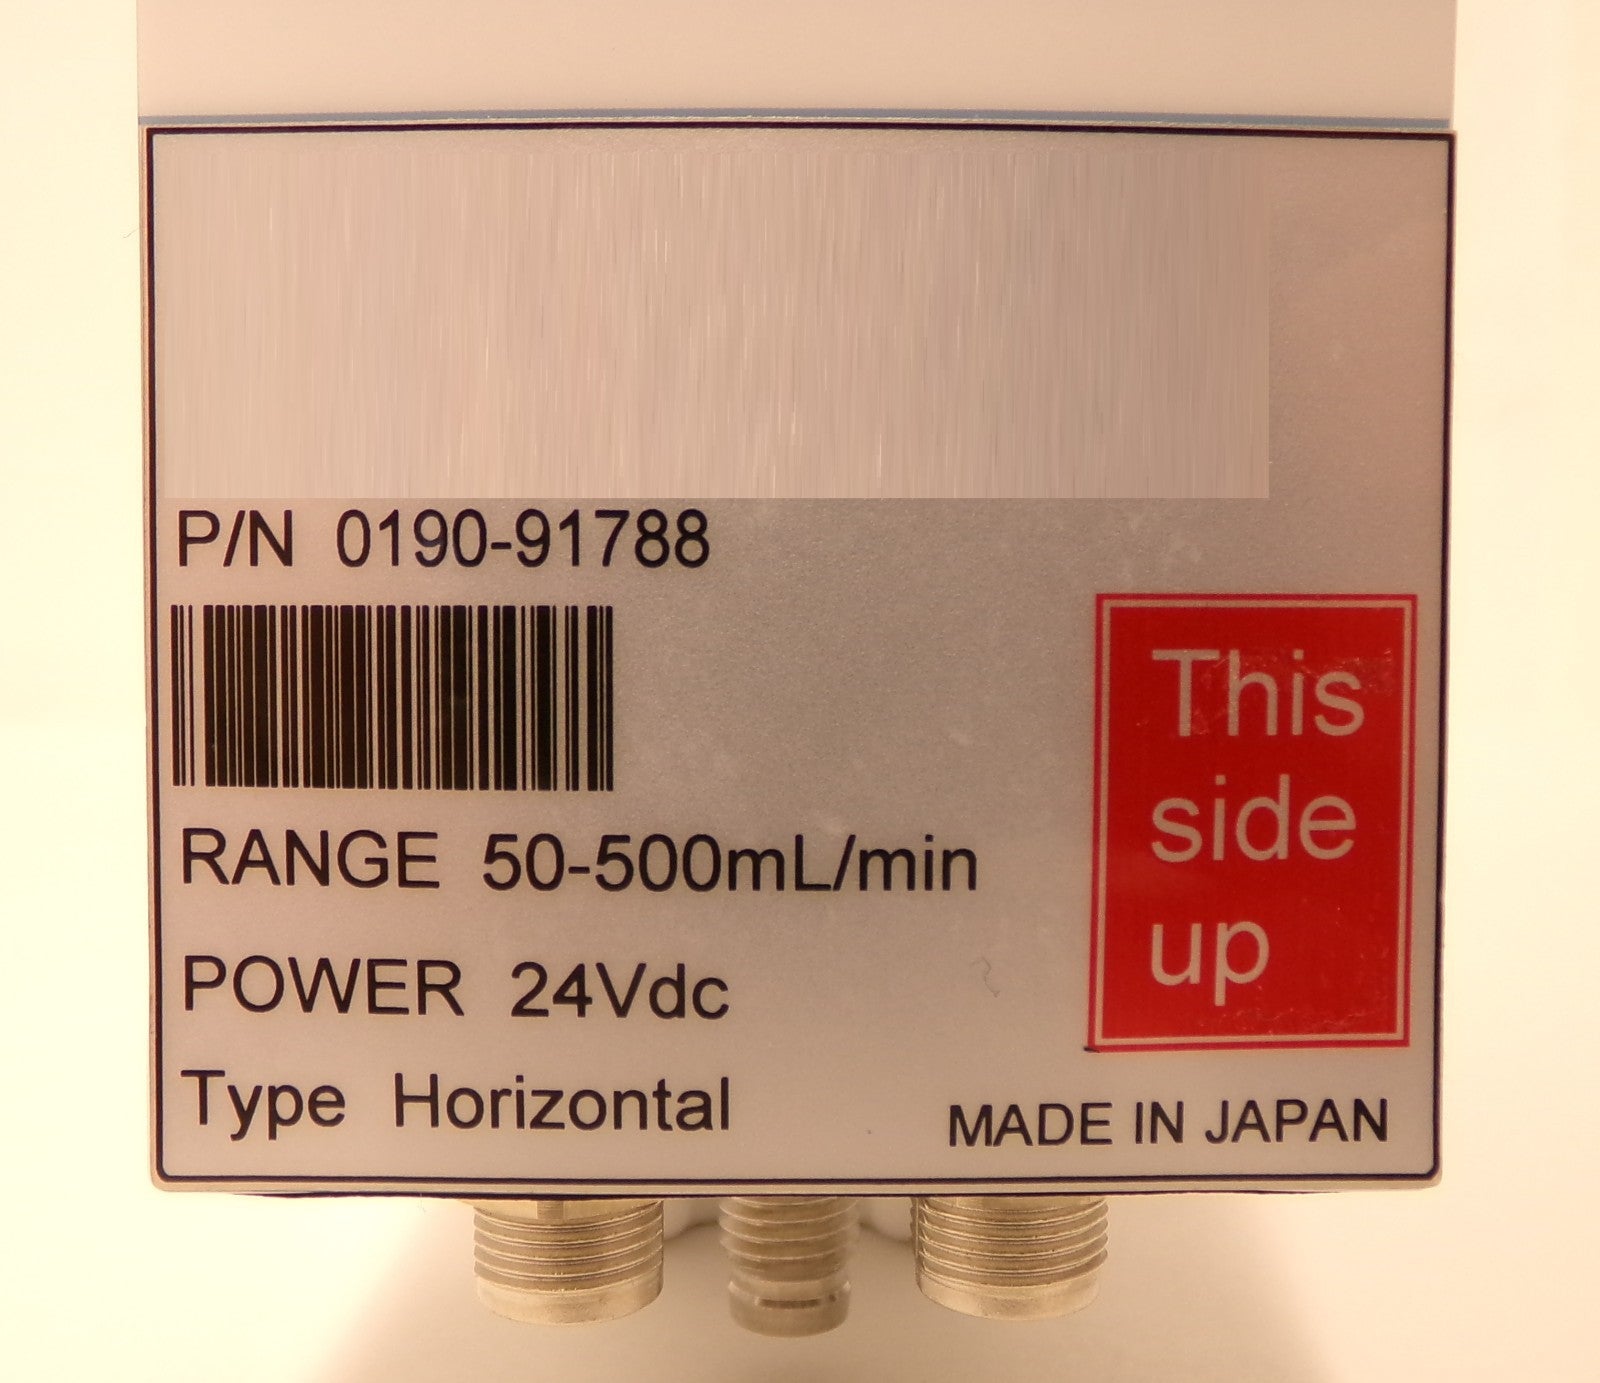 P/N 0190-91788
RANGE 50-500mL/min
POWER 24Vdc
Type Horizontal
This
side
up
MADE IN JAPAN